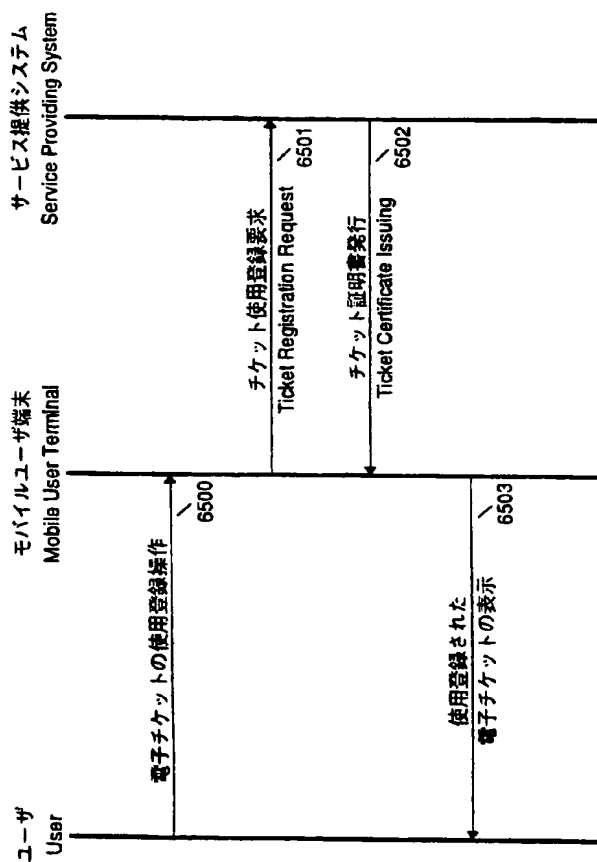 ユーザ
User
モバイルユーザ端末
Mobile User Terminal
サービス提供システム
Service Providing System
電子チケットの使用登録操作
6500
チケット使用登録要求
Ticket Registration Request
6501
チケット証明書発行
Ticket Certificate Issuing
6502
使用登録された
電子チケットの表示
6503